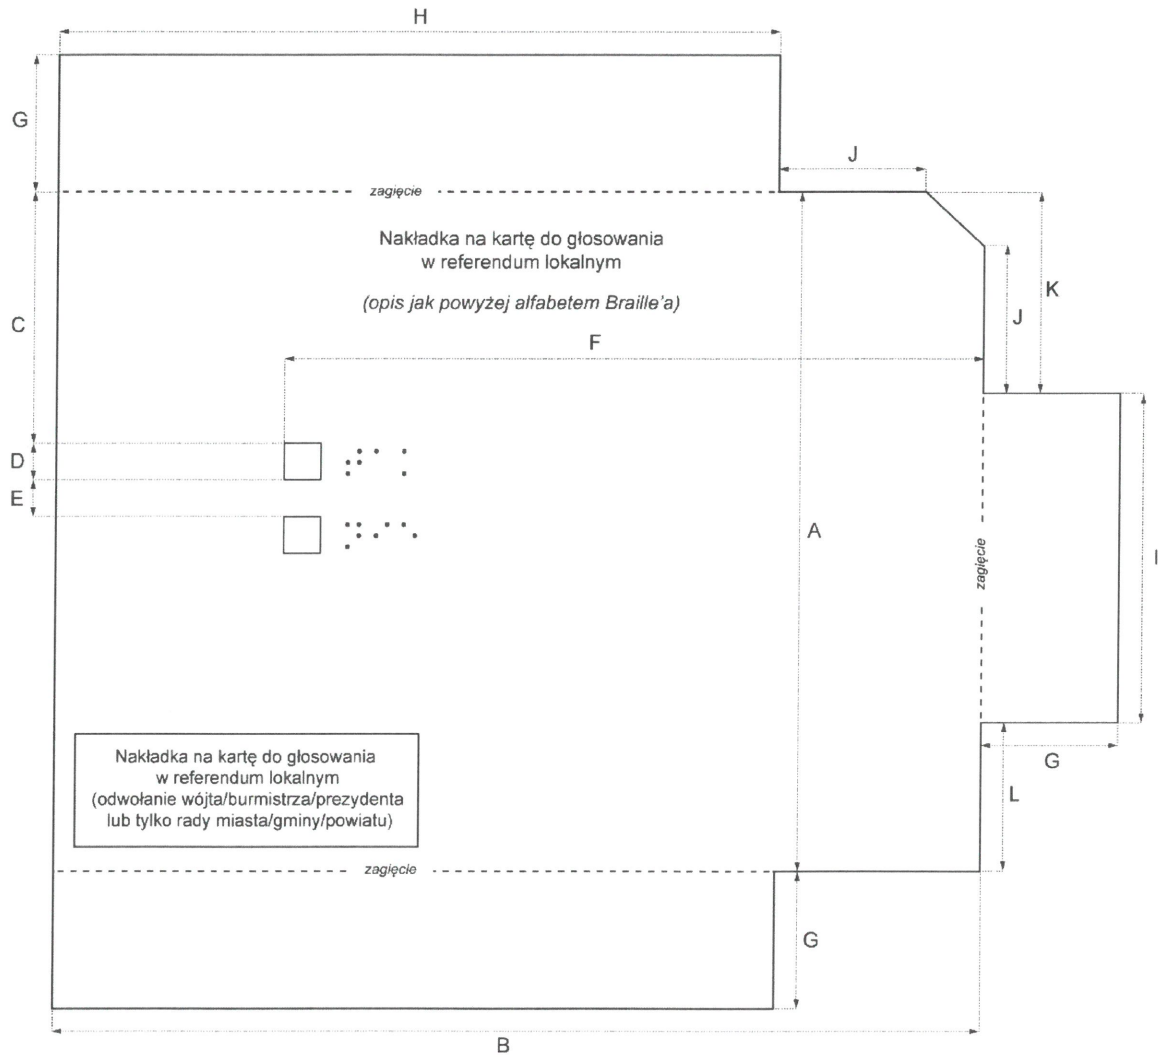 H
G
J
zagięcie
Nakładka na kartę do głosowania
w referendum lokalnym
(opis jak powyżej alfabetem Braille'a)
K
C
J
F
D
⠮⠁⠅
E
⠝⠊⠑
A
zagięcie
I
Nakładka na kartę do głosowania
w referendum lokalnym
(odwołanie wójta/burmistrza/prezydenta
lub tylko rady miasta/gminy/powiatu)
G
L
zagięcie
G
B